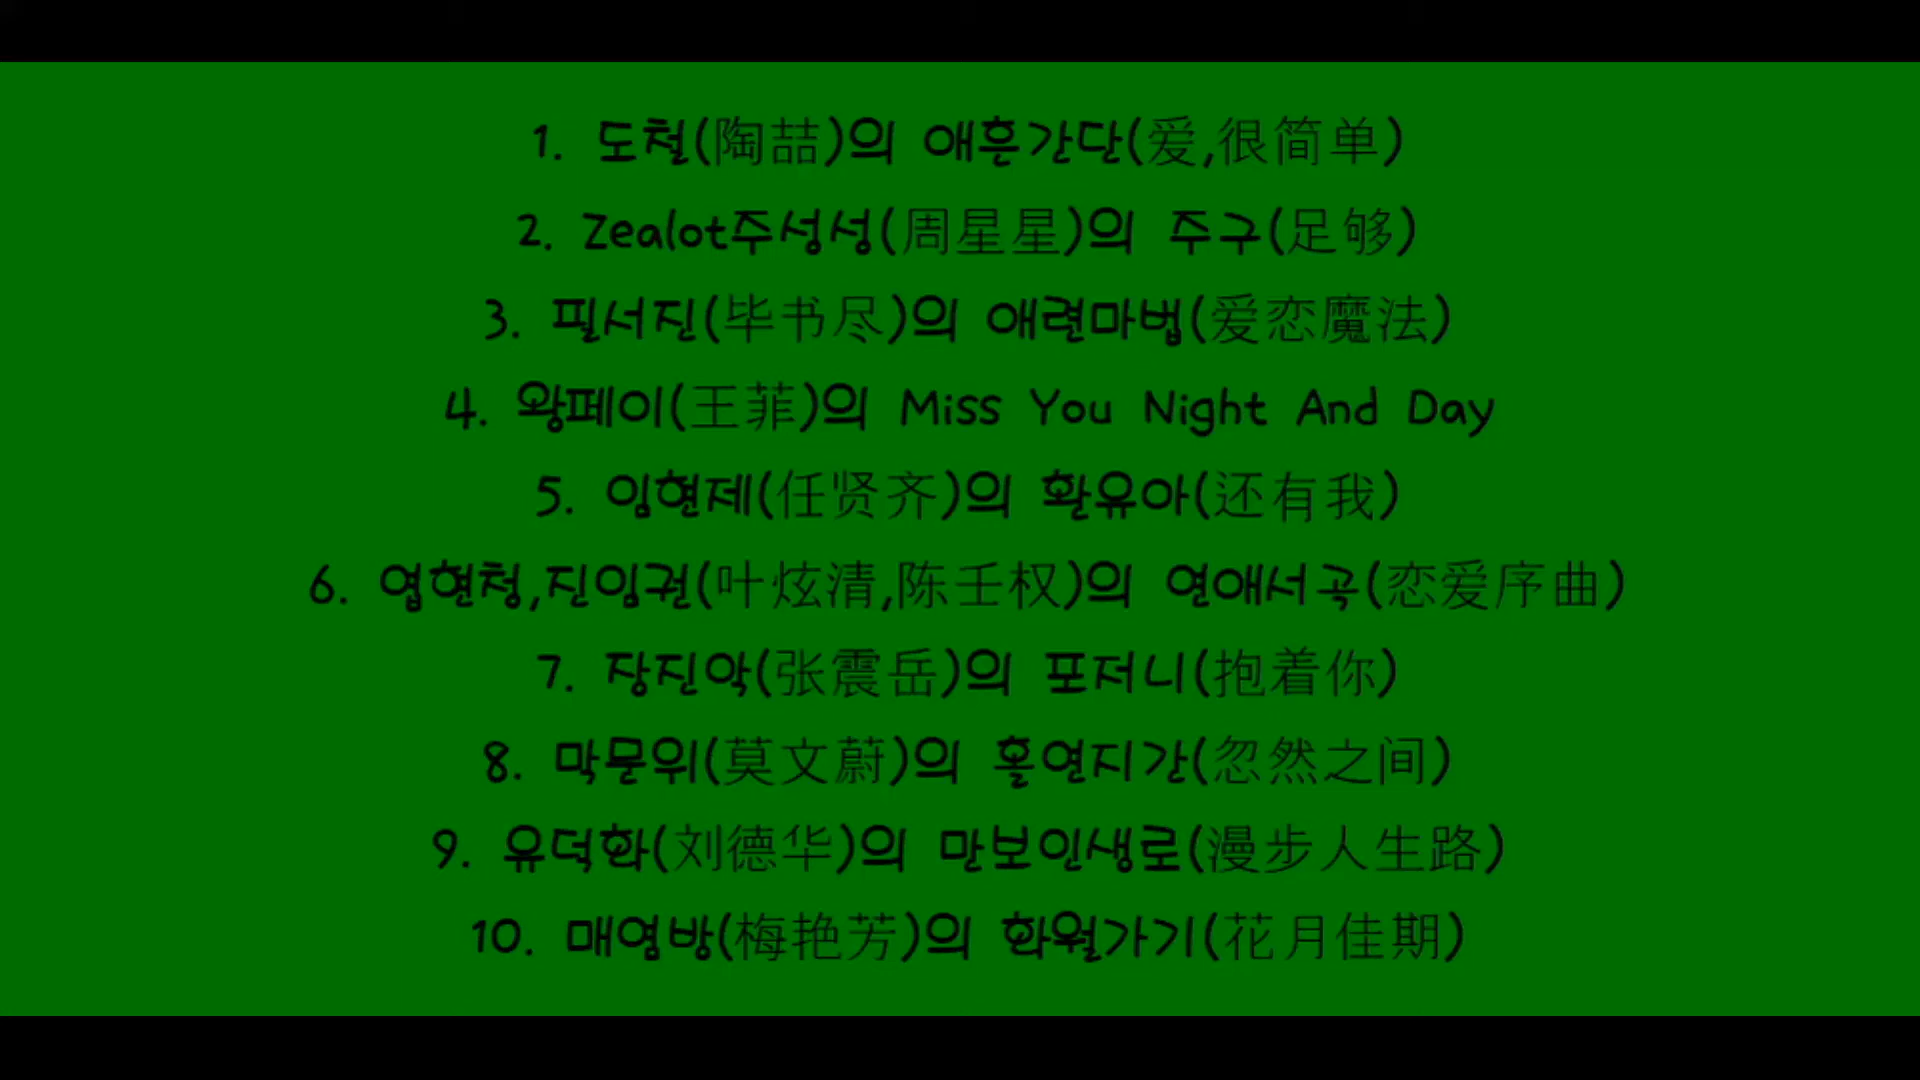 1. 도철(陶喆)의 애흔간단(爱,很简单)
2. Zealot주성성(周星星)의 주구(足够)
3. 필서진(毕书尽)의 애련마법(爱恋魔法)
4. 왕페이(王菲)의 Miss You Night And Day
5. 임현제(任贤齐)의 환유아(还有我)
6. 엽현청,진임권(叶炫清,陈壬权)의 연애서곡(恋爱序曲)
7. 장진악(张震岳)의 포저니(抱着你)
8. 막문위(莫文蔚)의 홀연지간(忽然之间)
9. 유덕화(刘德华)의 만보인생로(漫步人生路)
10. 매염방(梅艳芳)의 화월가기(花月佳期)